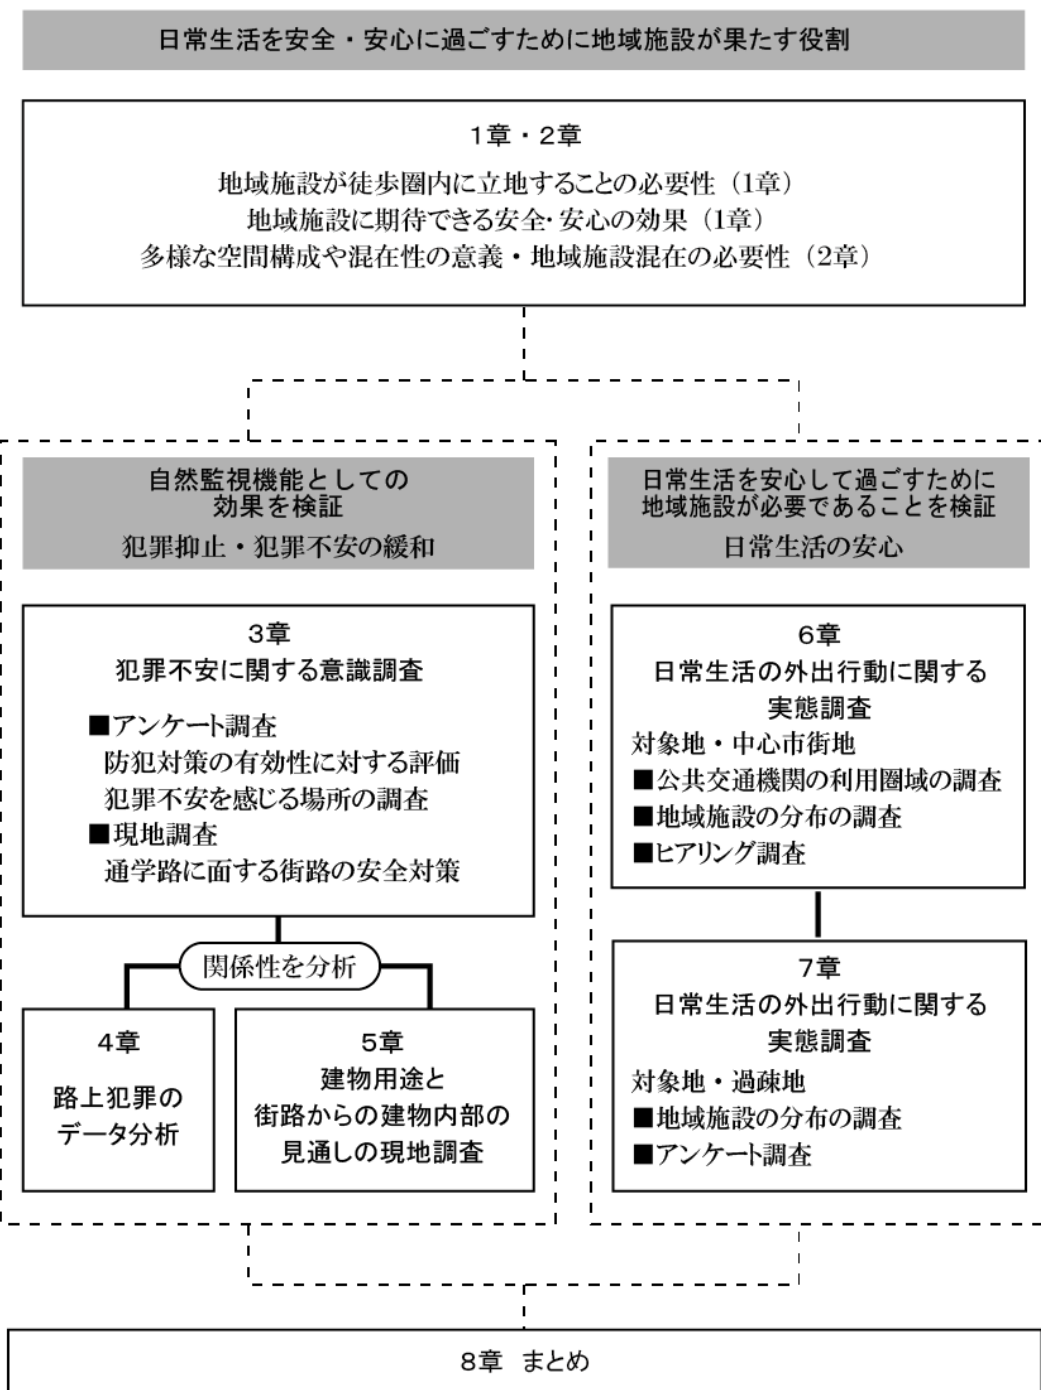 日常生活を安全・安心に過ごすために地域施設が果たす役割
1章・2章
地域施設が徒歩圏内に立地することの必要性（1章）
地域施設に期待できる安全・安心の効果（1章）
多様な空間構成や混在性の意義・地域施設混在の必要性（2章）
自然監視機能としての
効果を検証
犯罪抑止・犯罪不安の緩和
3章
犯罪不安に関する意識調査
■アンケート調査
防犯対策の有効性に対する評価
犯罪不安を感じる場所の調査
■現地調査
通学路に面する街路の安全対策
関係性を分析
4章
路上犯罪の
データ分析
5章
建物用途と
街路からの建物内部の
見通しの現地調査
日常生活を安心して過ごすために
地域施設が必要であることを検証
日常生活の安心
6章
日常生活の外出行動に関する
実態調査
対象地・中心市街地
■公共交通機関の利用圏域の調査
■地域施設の分布の調査
■ヒアリング調査
7章
日常生活の外出行動に関する
実態調査
対象地・過疎地
■地域施設の分布の調査
■アンケート調査
8章 まとめ